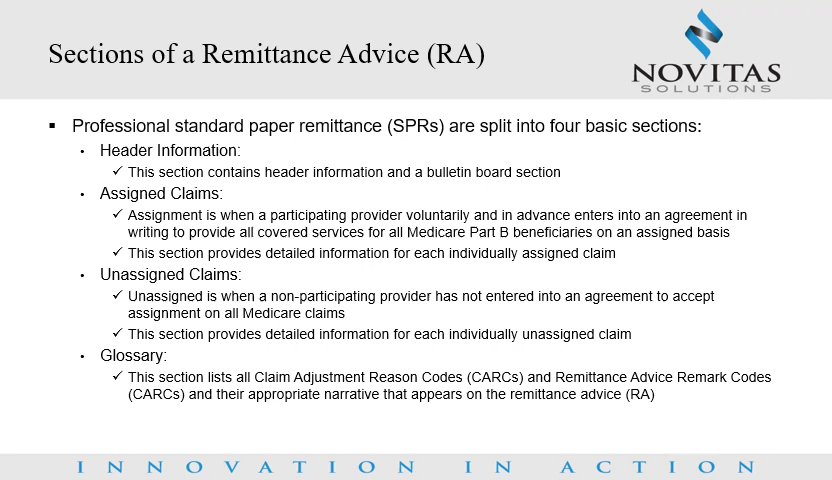 Sections of a Remittance Advice (RA)
NOVITAS
SOLUTIONS
▪ Professional standard paper remittance (SPRs) are split into four basic sections:
• Header Information:
✓ This section contains header information and a bulletin board section
• Assigned Claims:
✓ Assignment is when a participating provider voluntarily and in advance enters into an agreement in
writing to provide all covered services for all Medicare Part B beneficiaries on an assigned basis
✓ This section provides detailed information for each individually assigned claim
• Unassigned Claims:
✓ Unassigned is when a non-participating provider has not entered into an agreement to accept
assignment on all Medicare claims
✓ This section provides detailed information for each individually unassigned claim
• Glossary:
✓ This section lists all Claim Adjustment Reason Codes (CARCs) and Remittance Advice Remark Codes
(CARCs) and their appropriate narrative that appears on the remittance advice (RA)
INNOVATION IN ACTION